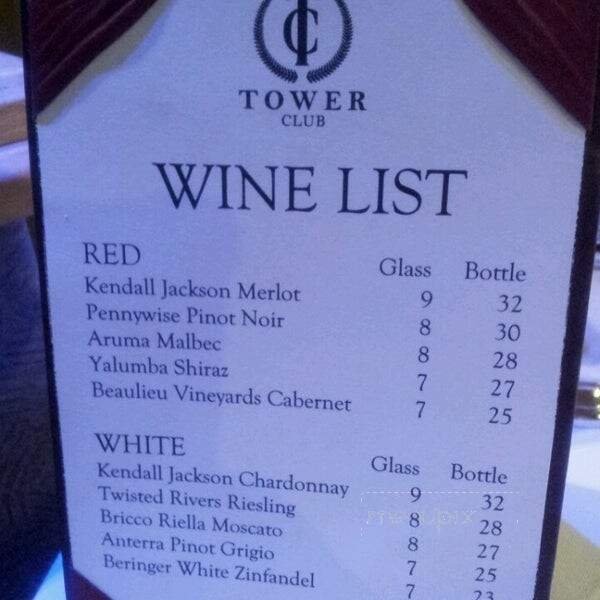 TC
TOWER
CLUB
WINE LIST
RED Glass Bottle
Kendall Jackson Merlot 9 32
Pennywise Pinot Noir 8 30
Aruma Malbec 8 28
Yalumba Shiraz 7 27
Beaulieu Vineyards Cabernet 7 25
WHITE Glass Bottle
Kendall Jackson Chardonnay 9 32
Twisted Rivers Riesling 8 28
Bricco Riella Moscato 8 27
Anterra Pinot Grigio 7 25
Beringer White Zinfandel 7 23